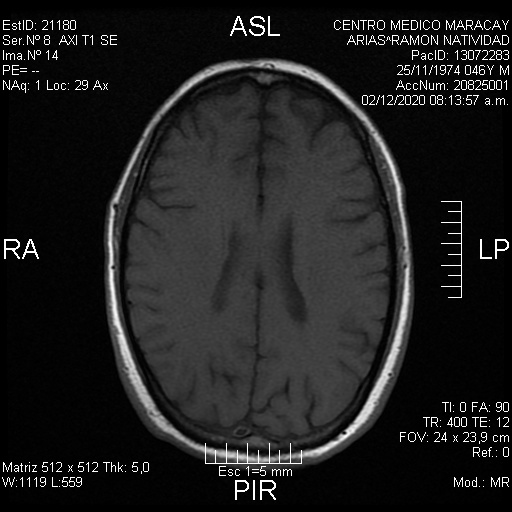 EstID: 21180
Ser.Nº 8 AXI T1 SE
Ima.Nº 14
PE= --
NAq: 1 Loc: 29 Ax
ASL
CENTRO MEDICO MARACAY
ARIAS^RAMON NATIVIDAD
PacID: 13072283
25/11/1974 046Y M
AccNum: 20825001
02/12/2020 08:13:57 a.m.
RA
LP
TI: 0 FA: 90
TR: 400 TE: 12
FOV: 24 x 23,9 cm
Ref.: 0
Matriz 512 x 512 Thk: 5,0
W:1119 L:559
Esc 1=5 mm
PIR
Mod.: MR